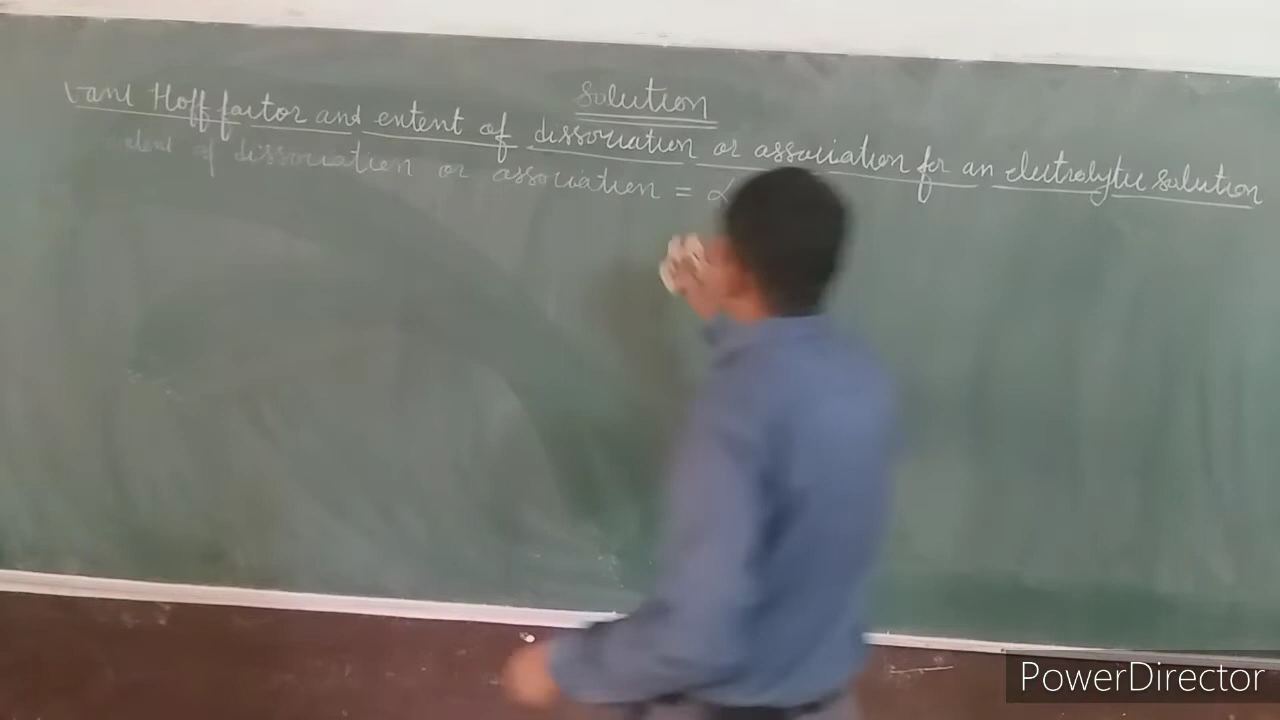 Solution
Vant Hoff factor and extent of dissociation or association for an electrolytic solution
extent of dissociation or association = α
PowerDirector